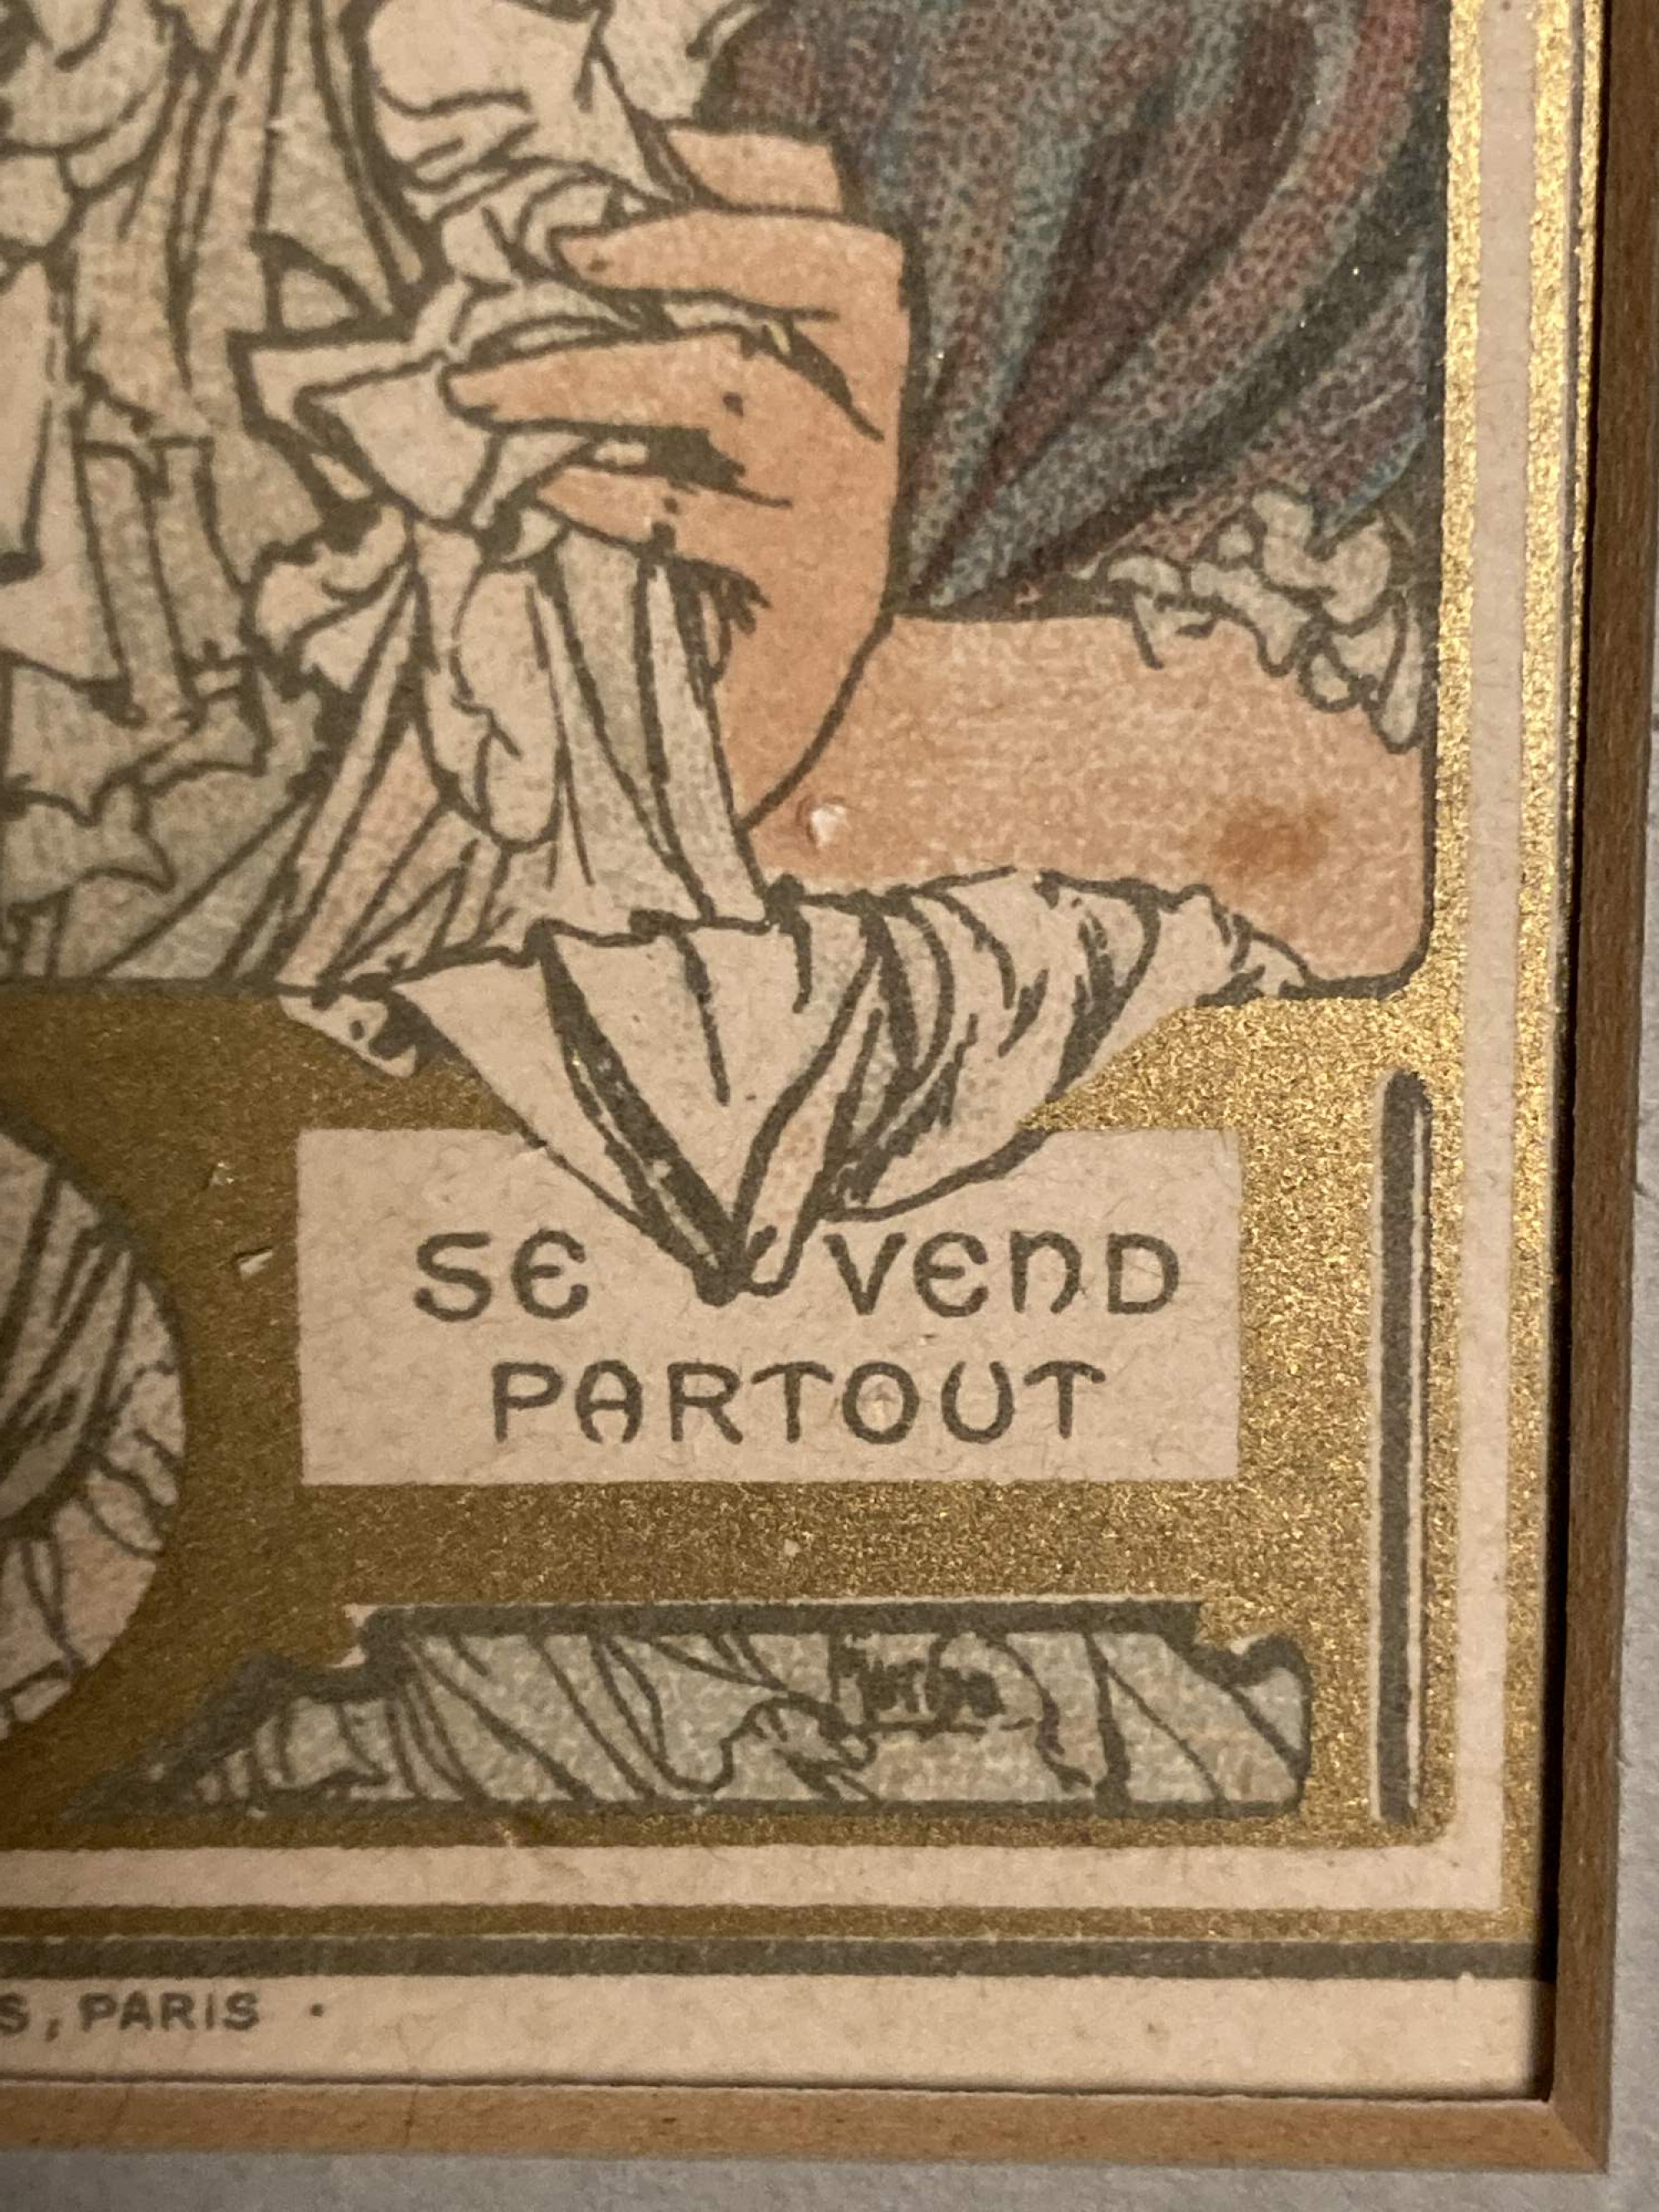 SE VEND
PARTOUT
S, PARIS ·